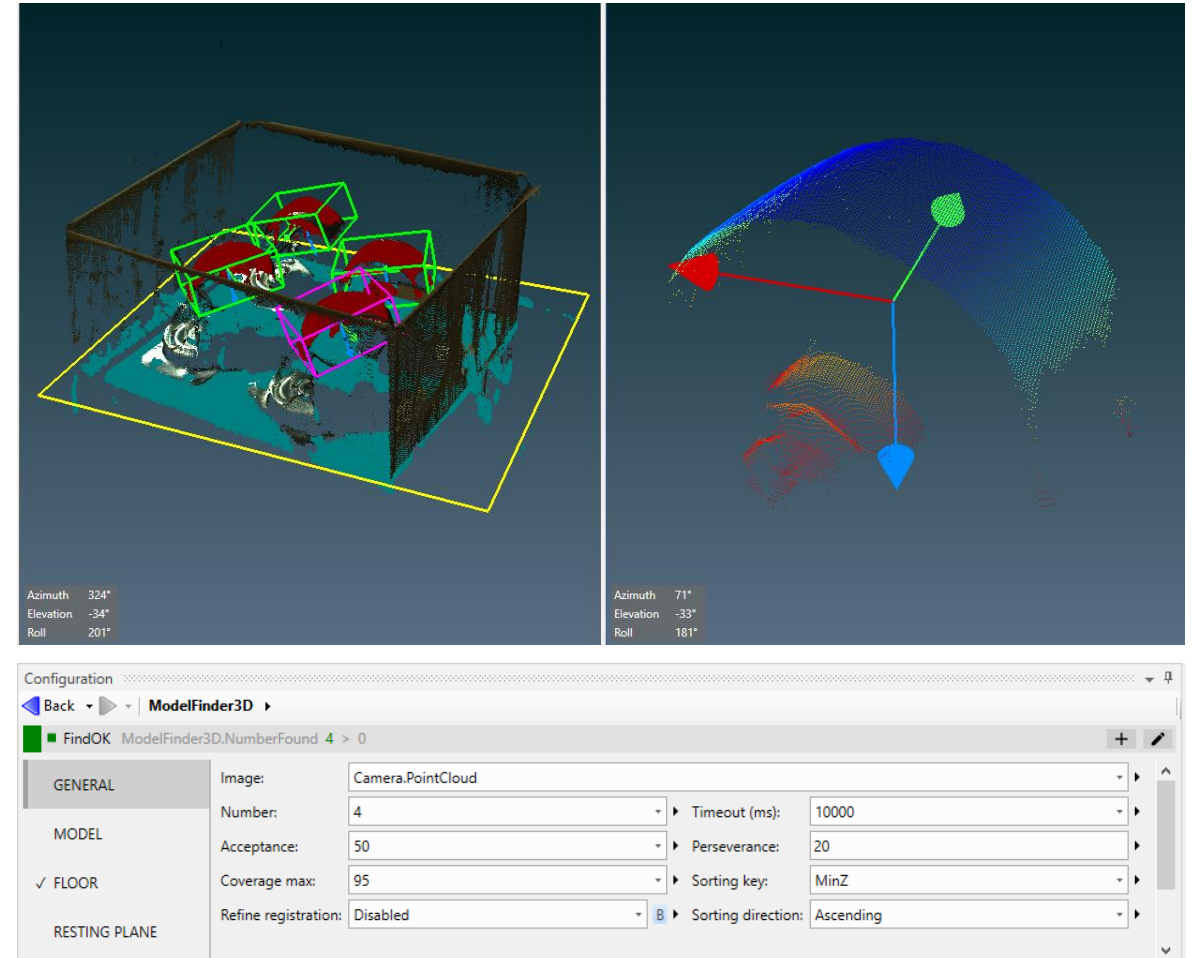 Azimuth 324°
Elevation -34°
Roll 201°
Azimuth 71°
Elevation -33°
Roll 181°
Configuration
Back ModelFinder3D
FindOK ModelFinder3D.NumberFound 4 > 0
GENERAL
MODEL
✓ FLOOR
RESTING PLANE
Image: Camera.PointCloud
Number: 4 Timeout (ms): 10000
Acceptance: 50 Perseverance: 20
Coverage max: 95 Sorting key: MinZ
Refine registration: Disabled B Sorting direction: Ascending